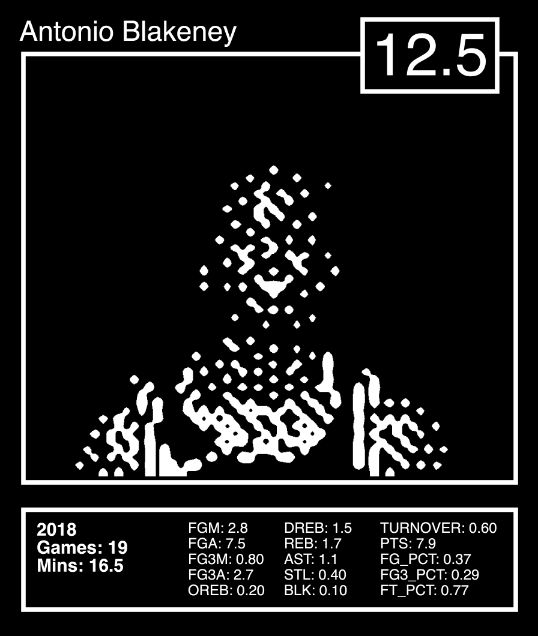 Antonio Blakeney
12.5
2018
Games: 19
Mins: 16.5
FGM: 2.8
FGA: 7.5
FG3M: 0.80
FG3A: 2.7
OREB: 0.20
DREB: 1.5
REB: 1.7
AST: 1.1
STL: 0.40
BLK: 0.10
TURNOVER: 0.60
PTS: 7.9
FG_PCT: 0.37
FG3_PCT: 0.29
FT_PCT: 0.77